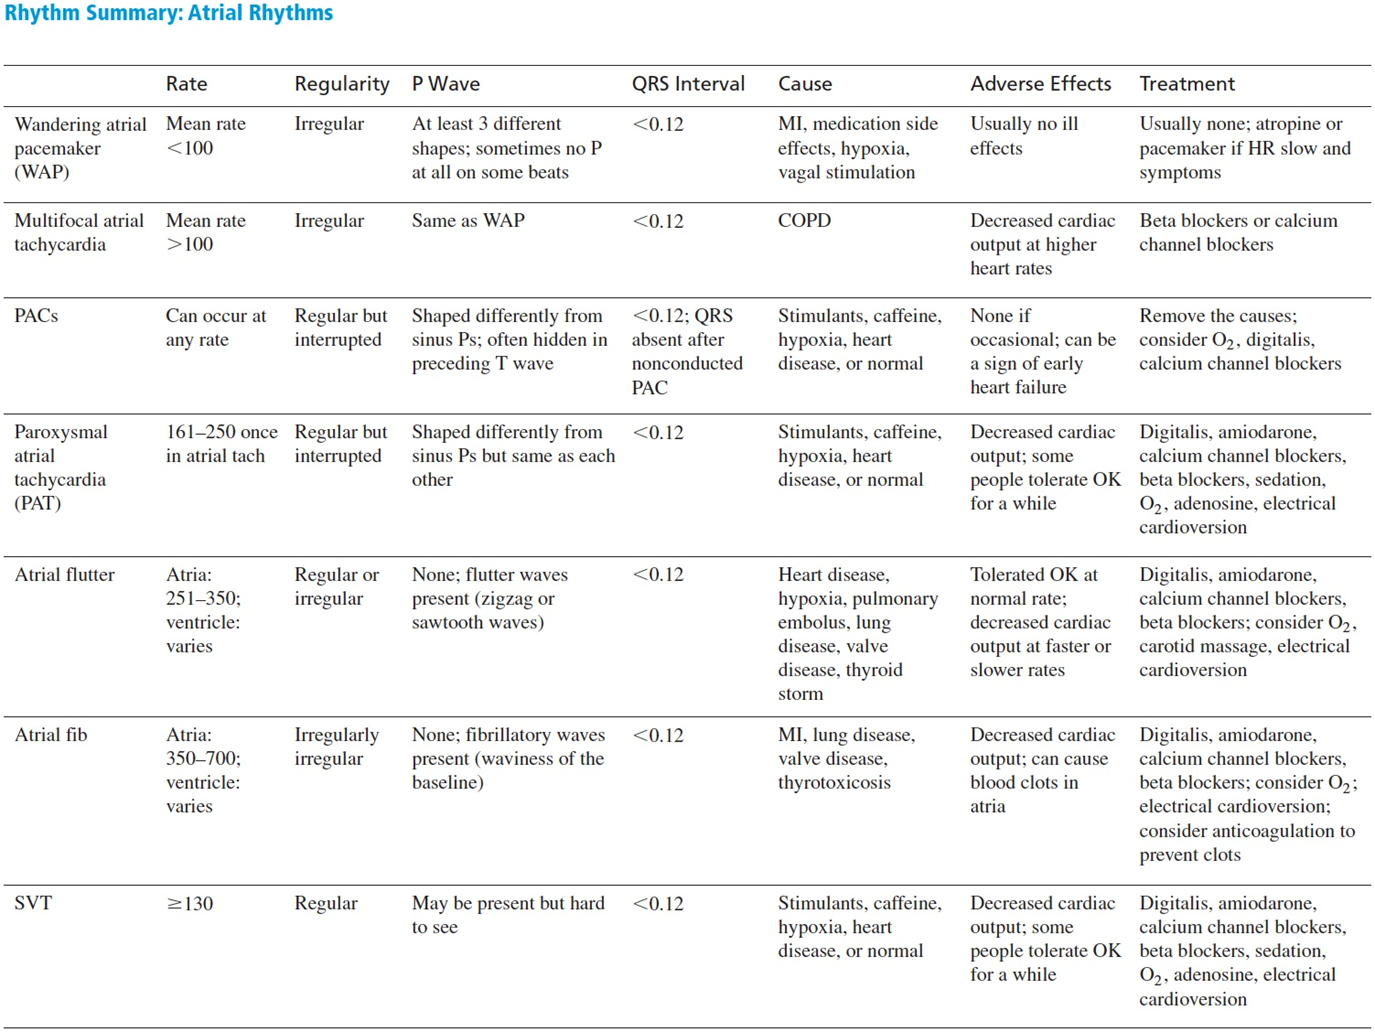 Rhythm Summary: Atrial Rhythms
Rate Regularity P Wave QRS Interval Cause Adverse Effects Treatment
Wandering atrial Mean rate Irregular At least 3 different <0.12 MI, medication side Usually no ill Usually none; atropine or
pacemaker <100 shapes; sometimes no P effects, hypoxia, effects pacemaker if HR slow and
(WAP) at all on some beats vagal stimulation symptoms
Multifocal atrial Mean rate Irregular Same as WAP <0.12 COPD Decreased cardiac Beta blockers or calcium
tachycardia >100 output at higher channel blockers
heart rates
PACs Can occur at Regular but Shaped differently from <0.12; QRS Stimulants, caffeine, None if Remove the causes;
any rate interrupted sinus Ps; often hidden in absent after hypoxia, heart occasional; can be consider O₂, digitalis,
preceding T wave nonconducted disease, or normal a sign of early calcium channel blockers
PAC heart failure
Paroxysmal 161–250 once Regular but Shaped differently from <0.12 Stimulants, caffeine, Decreased cardiac Digitalis, amiodarone,
atrial in atrial tach interrupted sinus Ps but same as each hypoxia, heart output; some calcium channel blockers,
tachycardia other disease, or normal people tolerate OK beta blockers, sedation,
(PAT) for a while O₂, adenosine, electrical
cardioversion
Atrial flutter Atria: Regular or None; flutter waves <0.12 Heart disease, Tolerated OK at Digitalis, amiodarone,
251–350; irregular present (zigzag or hypoxia, pulmonary normal rate; calcium channel blockers,
ventricle: sawtooth waves) embolus, lung decreased cardiac beta blockers; consider O₂,
varies disease, valve output at faster or carotid massage, electrical
disease, thyroid slower rates cardioversion
storm
Atrial fib Atria: Irregularly None; fibrillatory waves <0.12 MI, lung disease, Decreased cardiac Digitalis, amiodarone,
350–700; irregular present (waviness of the valve disease, output; can cause calcium channel blockers,
ventricle: baseline) thyrotoxicosis blood clots in beta blockers; consider O₂;
varies atria electrical cardioversion;
consider anticoagulation to
prevent clots
SVT ≥130 Regular May be present but hard <0.12 Stimulants, caffeine, Decreased cardiac Digitalis, amiodarone,
to see hypoxia, heart output; some calcium channel blockers,
disease, or normal people tolerate OK beta blockers, sedation,
for a while O₂, adenosine, electrical
cardioversion